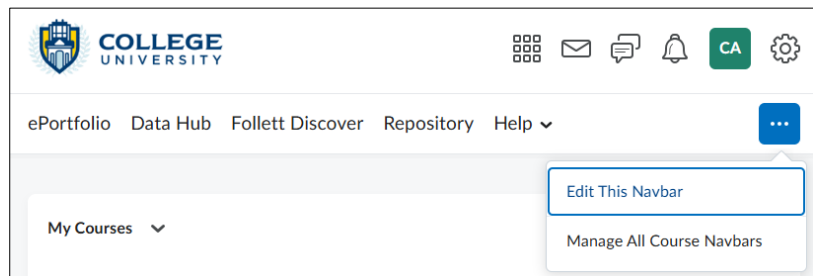 COLLEGE
UNIVERSITY
CA
ePortfolio Data Hub Follett Discover Repository Help
Edit This Navbar
My Courses
Manage All Course Navbars